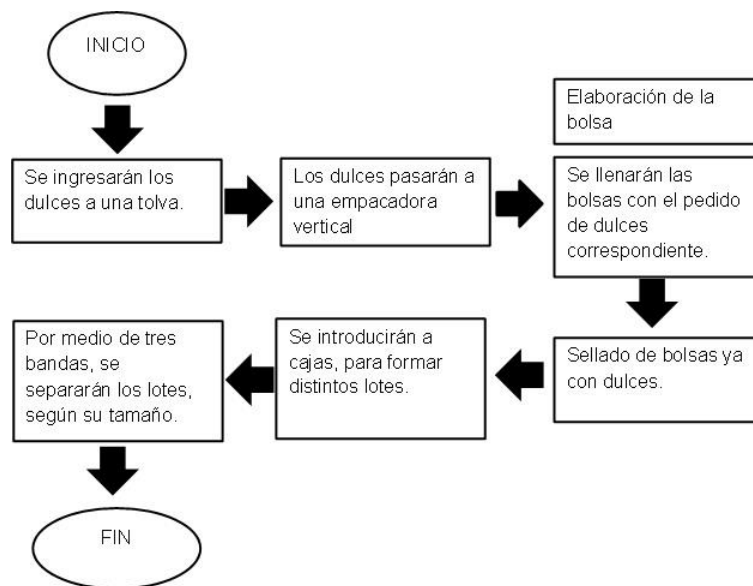 INICIO
Se ingresarán los
dulces a una tolva.
Los dulces pasarán a
una empacadora
vertical
Elaboración de la
bolsa
Se llenarán las
bolsas con el pedido
de dulces
correspondiente.
Sellado de bolsas ya
con dulces.
Se introducirán a
cajas, para formar
distintos lotes.
Por medio de tres
bandas, se
separarán los lotes,
según su tamaño.
FIN